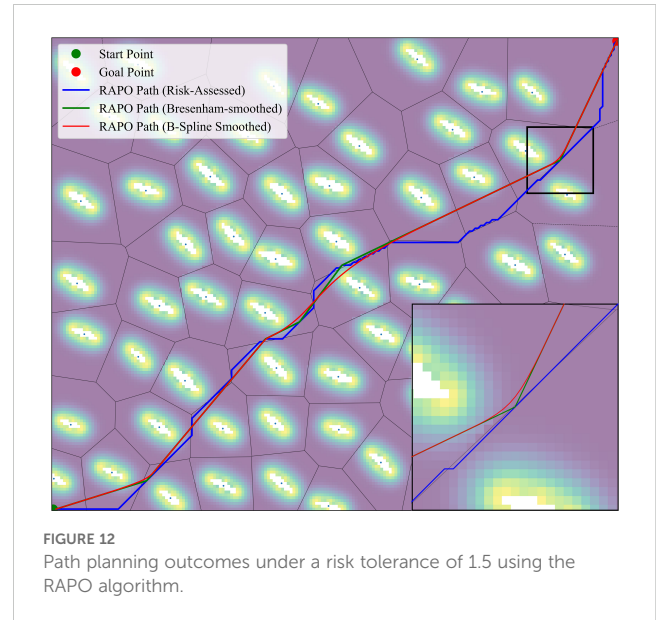 Start Point
Goal Point
RAPO Path (Risk-Assessed)
RAPO Path (Bresenham-smoothed)
RAPO Path (B-Spline Smoothed)
FIGURE 12
Path planning outcomes under a risk tolerance of 1.5 using the
RAPO algorithm.